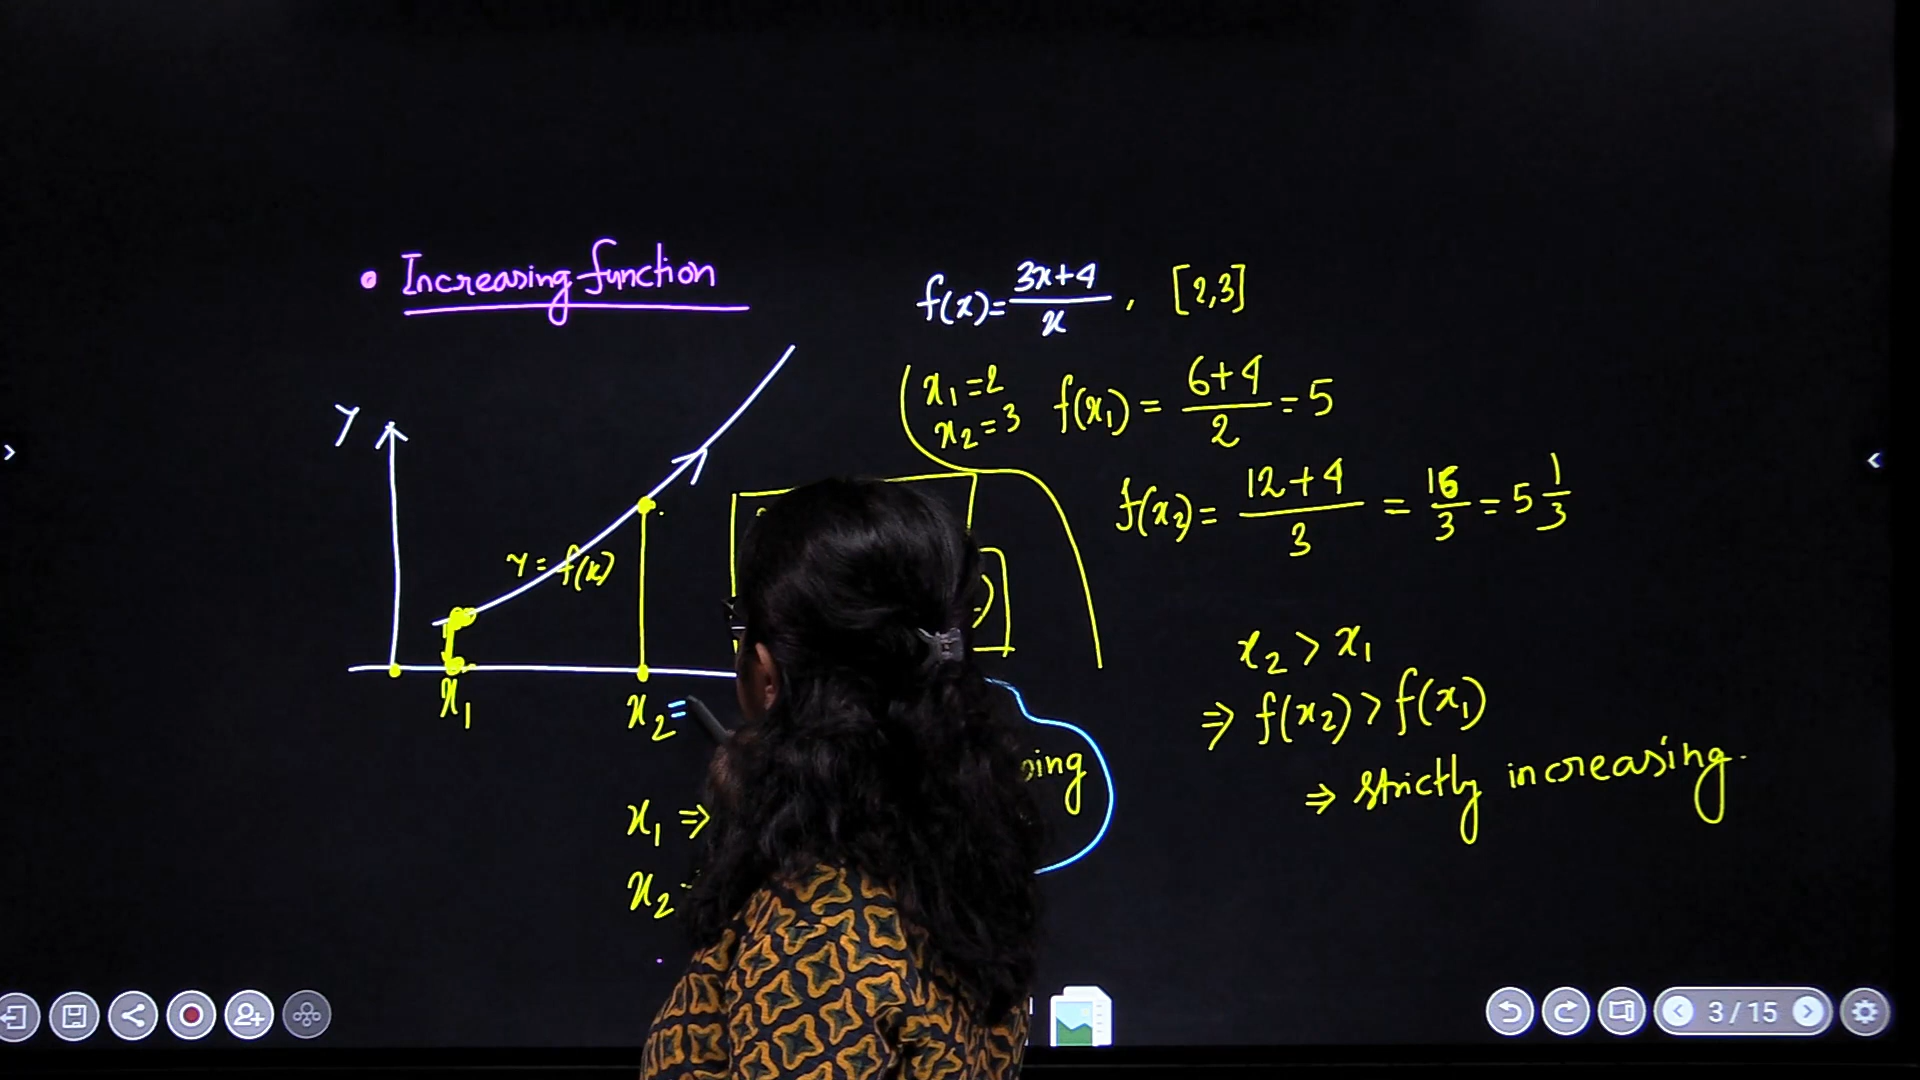 • Increasing function
Y
y = f(x)
x₁
x₂ =
x₁ ⇒
x₂
f(x) = (3x+4)/x , [2,3]
x₁ = 2
x₂ = 3
f(x₁) = (6+4)/2 = 5
f(x₂) = (12+4)/3 = 16/3 = 5 1/3
x₂ > x₁
⇒ f(x₂) > f(x₁)
⇒ strictly increasing.
3/15